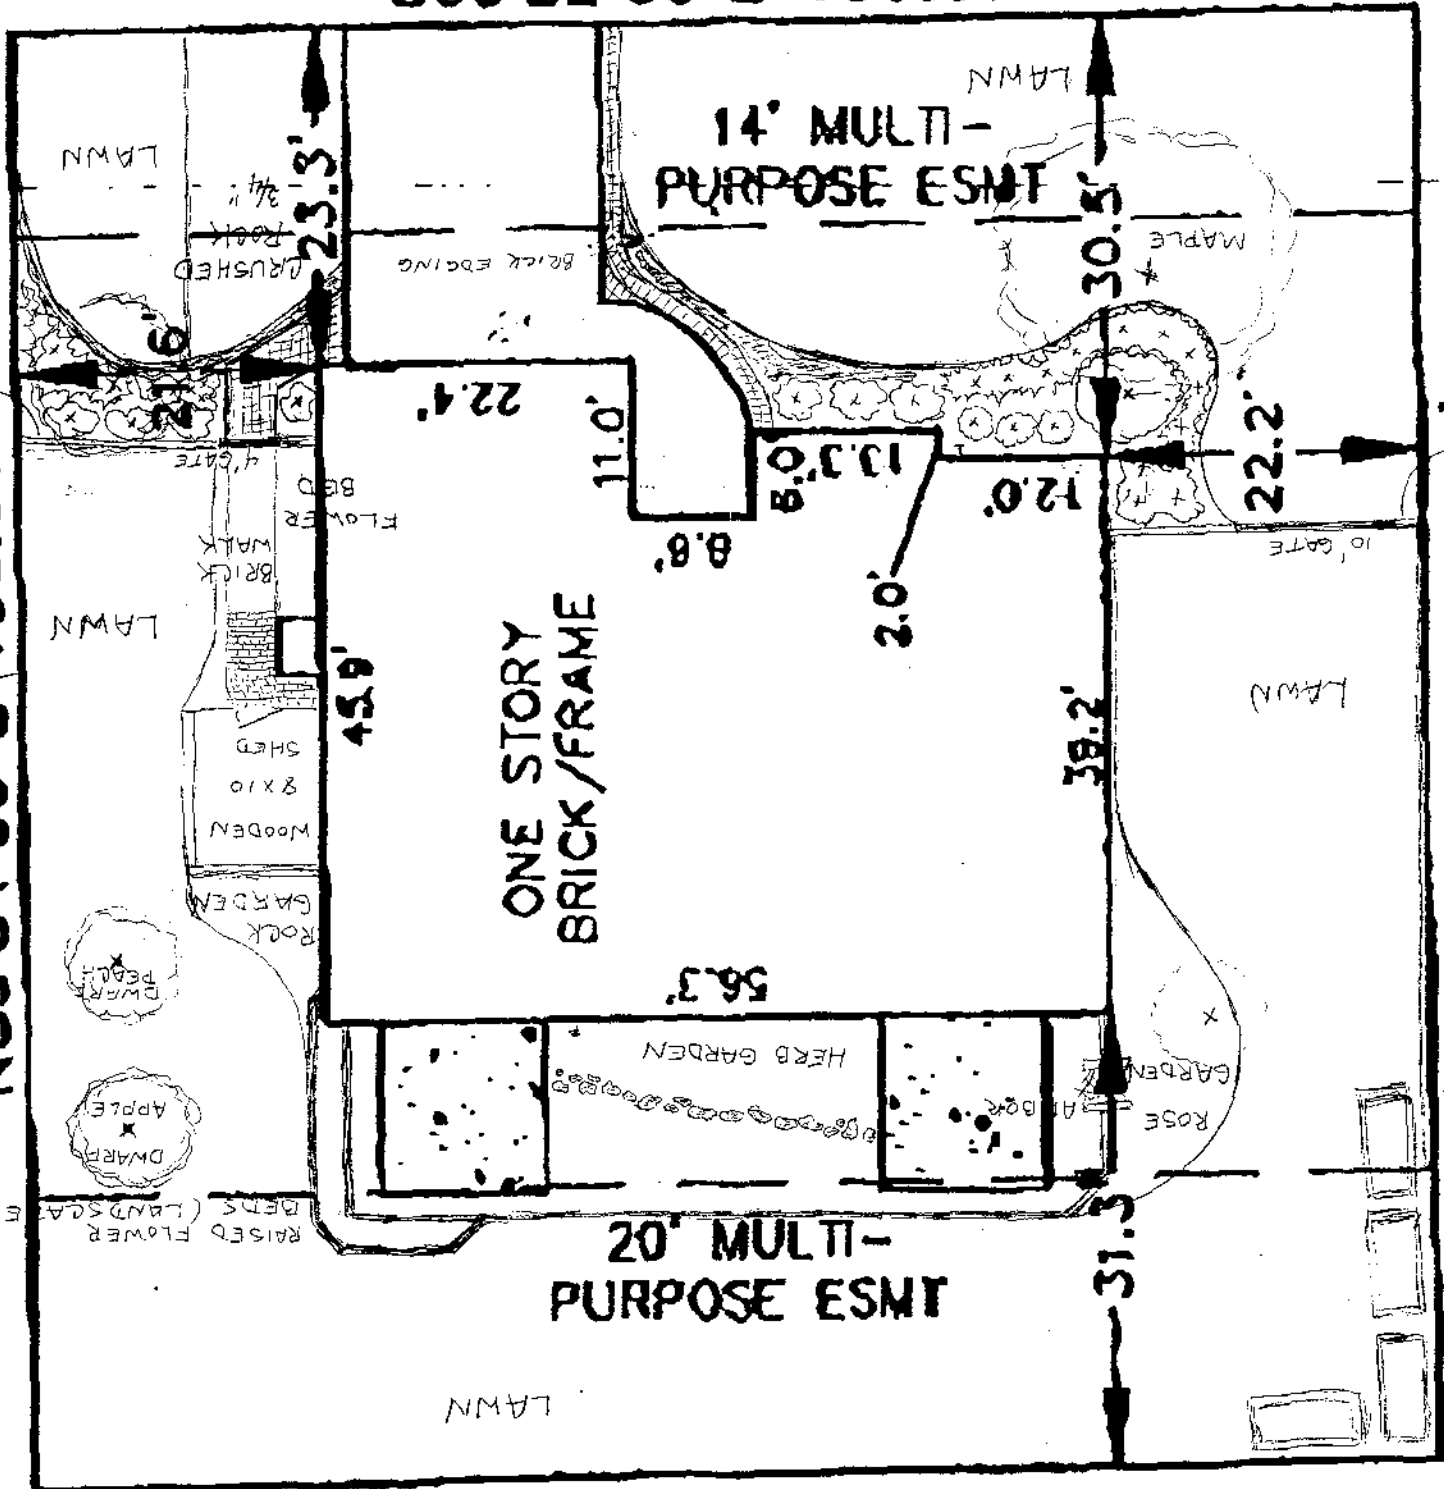 LAWN
14' MULTI-
PURPOSE ESMT
LAWN
3/4"
CRUSHED
ROCK
23.3'
BRICK EDGING
30.5'
MAPLE
21.6'
22.4'
11.0'
8.8'
13.3'
2.0'
12.0'
22.2'
4' GATE
10' GATE
FLOWER
BED
BRICK
WALK
LAWN
LAWN
ONE STORY
BRICK/FRAME
45.9'
38.2'
WOODEN
8 X 10
SHED
ROCK
GARDEN
DWARF
PEACH
56.3'
HERB GARDEN
ARBOR
ROSE
GARDEN
DWARF
APPLE
RAISED FLOWER
BEDS (LANDSCAPE
20' MULTI-
PURPOSE ESMT
31.3
LAWN